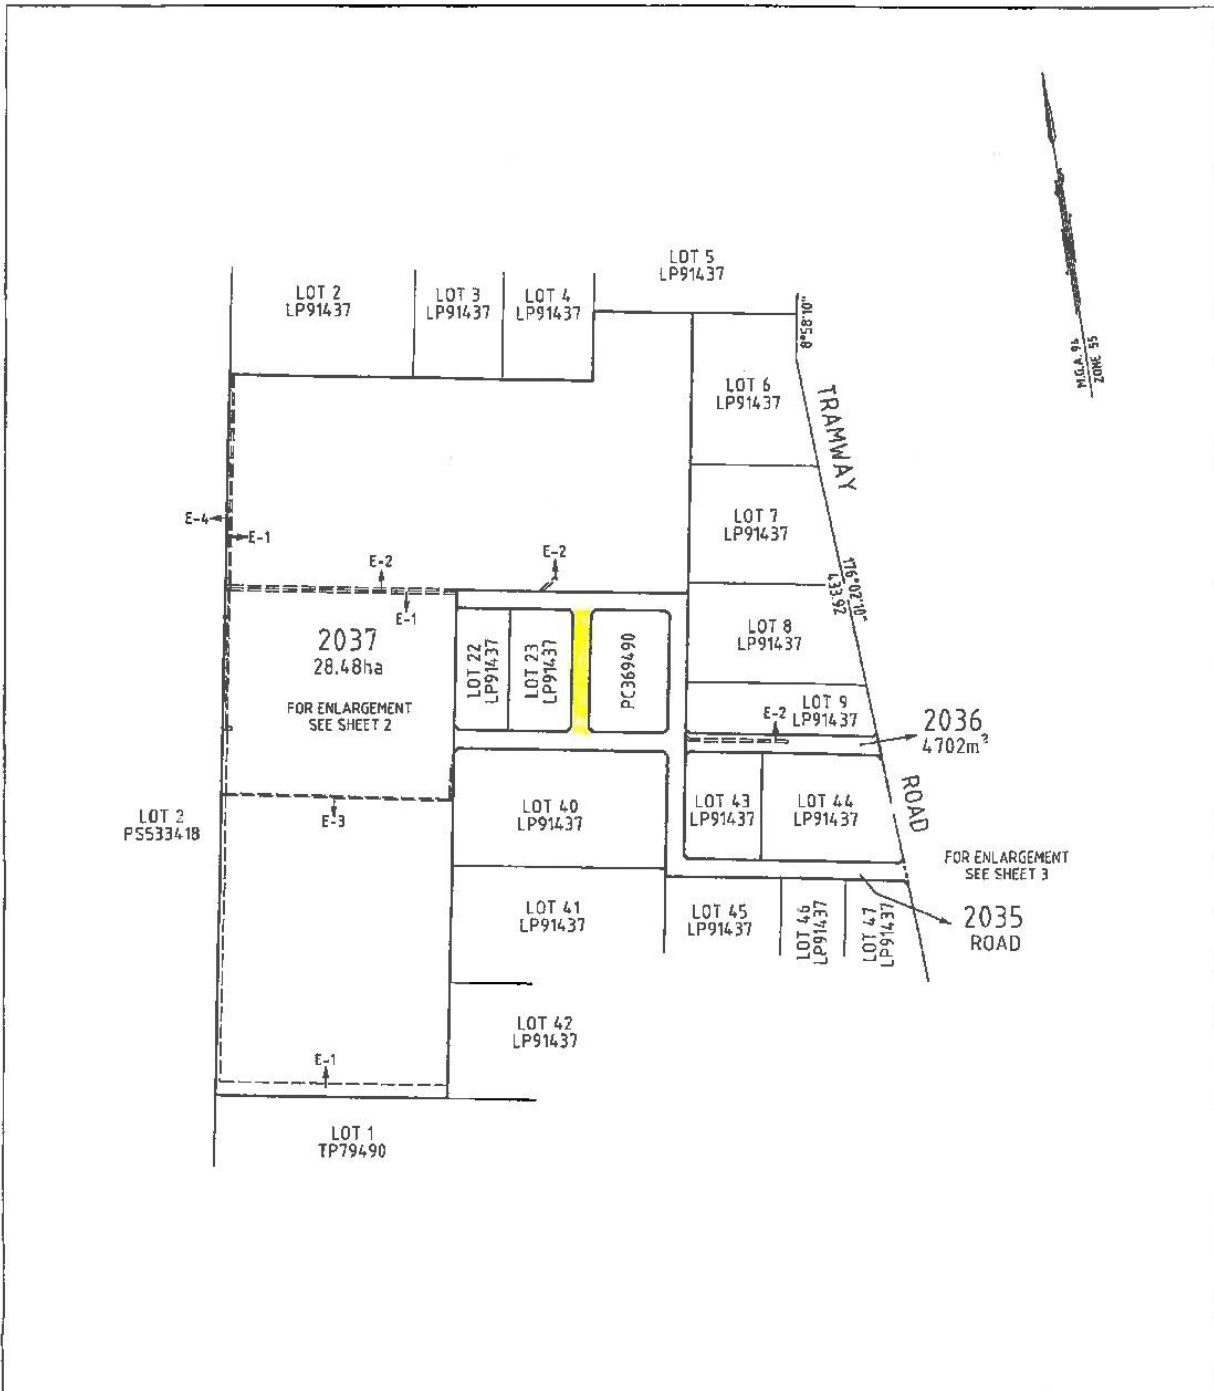 LOT 5
LP91437
LOT 2
LP91437
LOT 3
LP91437
LOT 4
LP91437
8°58'10"
M.G.A. 94
ZONE 55
LOT 6
LP91437
TRAMWAY
LOT 7
LP91437
E-4
E-1
E-2
E-2
E-1
176°02'10"
433.92
2037
28.48ha
FOR ENLARGEMENT
SEE SHEET 2
LOT 22
LP91437
LOT 23
LP91437
PC369490
LOT 8
LP91437
LOT 9
LP91437
E-2
2036
4702m²
LOT 2
PS533418
E-3
LOT 40
LP91437
LOT 43
LP91437
LOT 44
LP91437
ROAD
FOR ENLARGEMENT
SEE SHEET 3
LOT 41
LP91437
LOT 45
LP91437
LOT 46
LP91437
LOT 47
LP91437
2035
ROAD
LOT 42
LP91437
E-1
LOT 1
TP79490